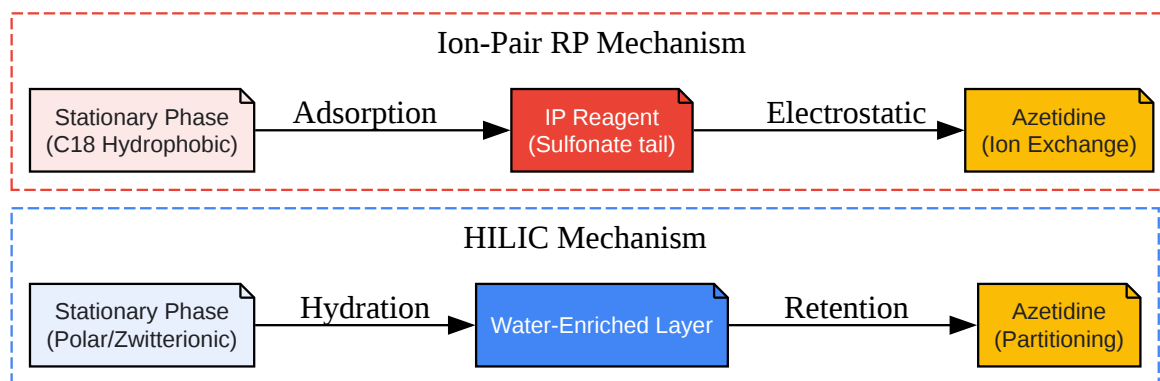 Ion-Pair RP Mechanism
Stationary Phase
(C18 Hydrophobic)
Adsorption
IP Reagent
(Sulfonate tail)
Electrostatic
Azetidine
(Ion Exchange)
HILIC Mechanism
Stationary Phase
(Polar/Zwitterionic)
Hydration
Water-Enriched Layer
Retention
Azetidine
(Partitioning)